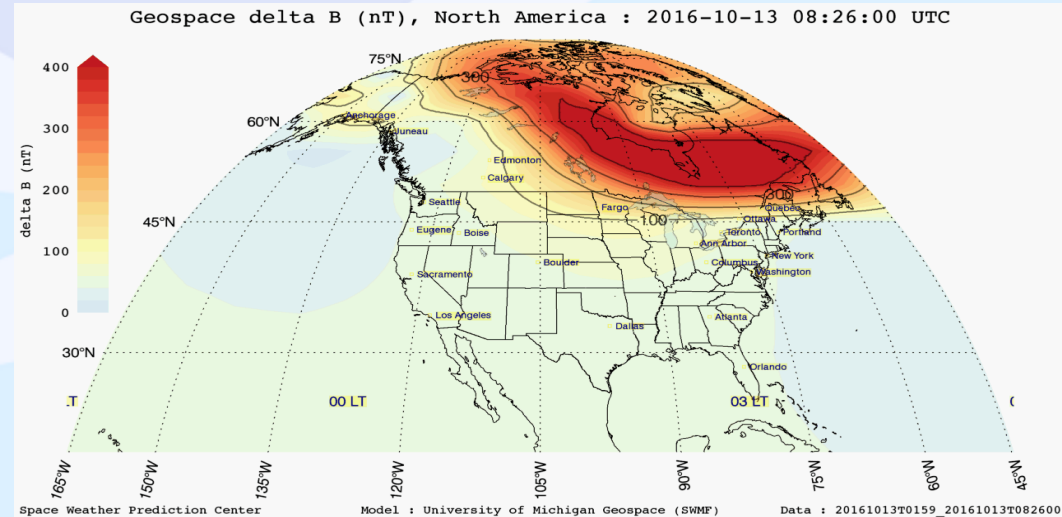 Geospace delta B (nT), North America : 2016-10-13 08:26:00 UTC
75°N
400
300
Anchorage
60°N
Juneau
300
Edmonton
Calgary
delta B (nT)
200
Seattle
Fargo
300
Quebec
45°N
100
Ottawa
Eugene
Boise
Toronto
Portland
100
Ann Arbor
New York
Boulder
Columbus
Sacramento
Washington
0
Los Angeles
Atlanta
Dallas
30°N
Orlando
LT
00 LT
03 LT
165°W
150°W
135°W
120°W
105°W
90°W
75°W
60°W
45°W
Space Weather Prediction Center
Model : University of Michigan Geospace (SWMF)
Data : 20161013T0159_20161013T082600